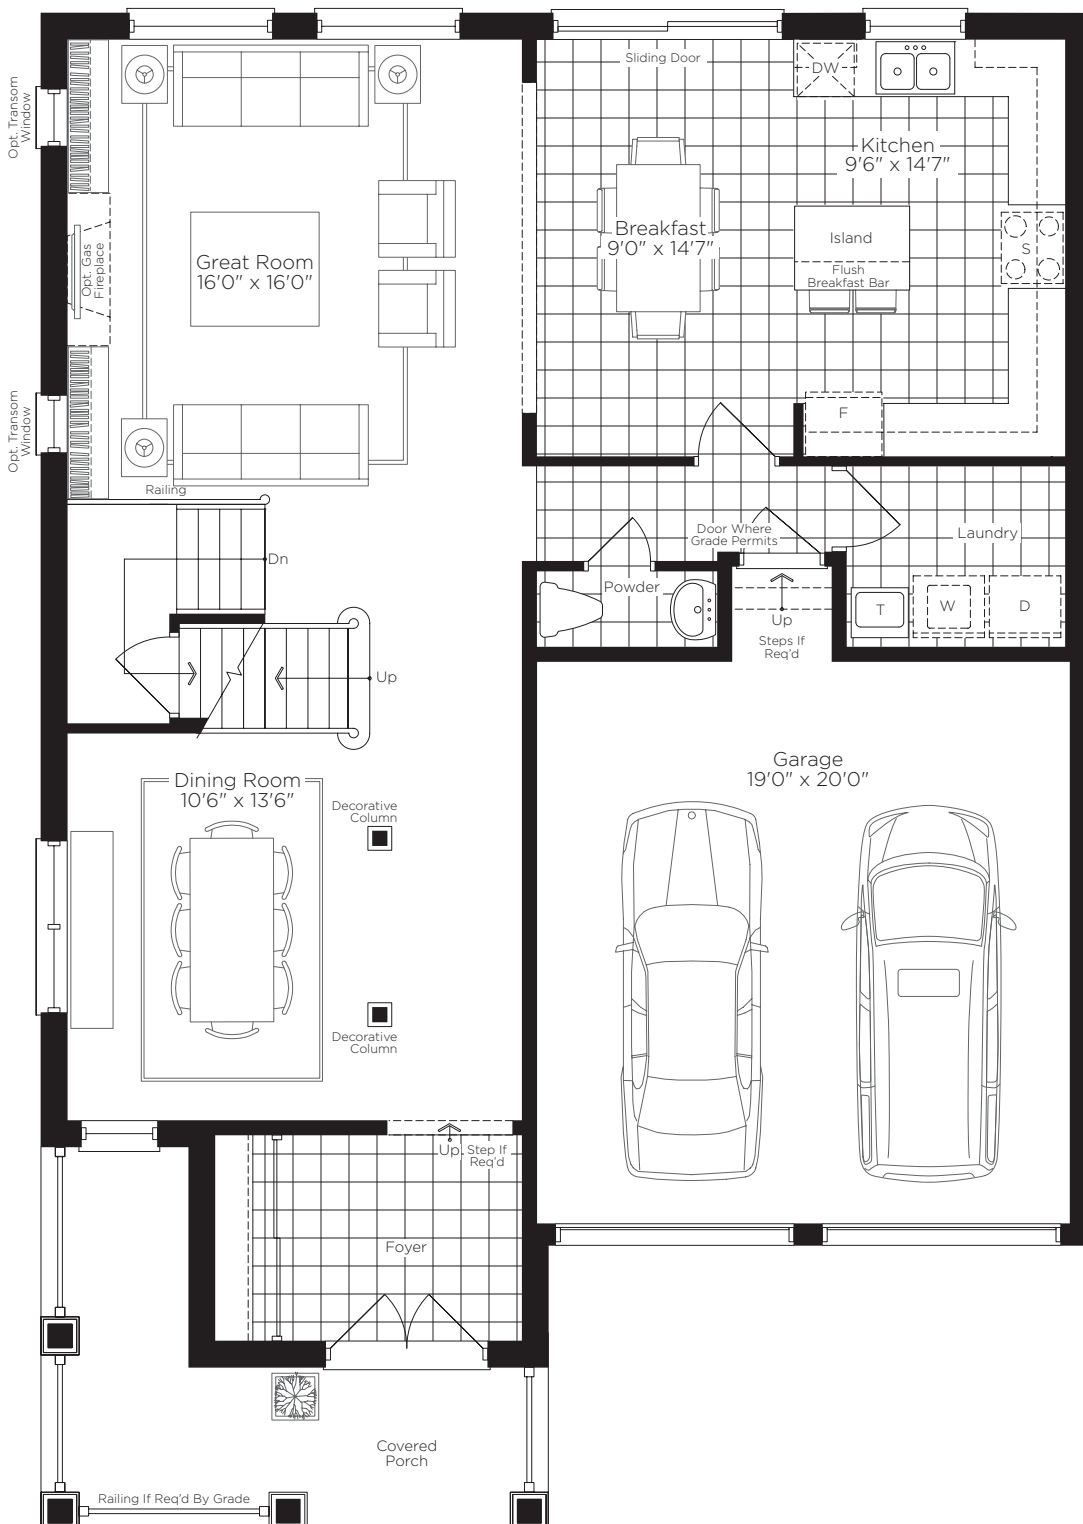 Sliding Door
DW
Opt. Transom
Window
Kitchen
9'6" x 14'7"
Breakfast
9'0" x 14'7"
Island
Flush
Breakfast Bar
S
Great Room
16'0" x 16'0"
Opt. Gas
Fireplace
Opt. Transom
Window
F
Railing
Dn
Door Where
Grade Permits
Laundry
Powder
T
W
D
Up
Steps If
Req'd
Up
Garage
19'0" x 20'0"
Dining Room
10'6" x 13'6"
Decorative
Column
Decorative
Column
Up
Step If
Req'd
Foyer
Covered
Porch
Railing If Req'd By Grade